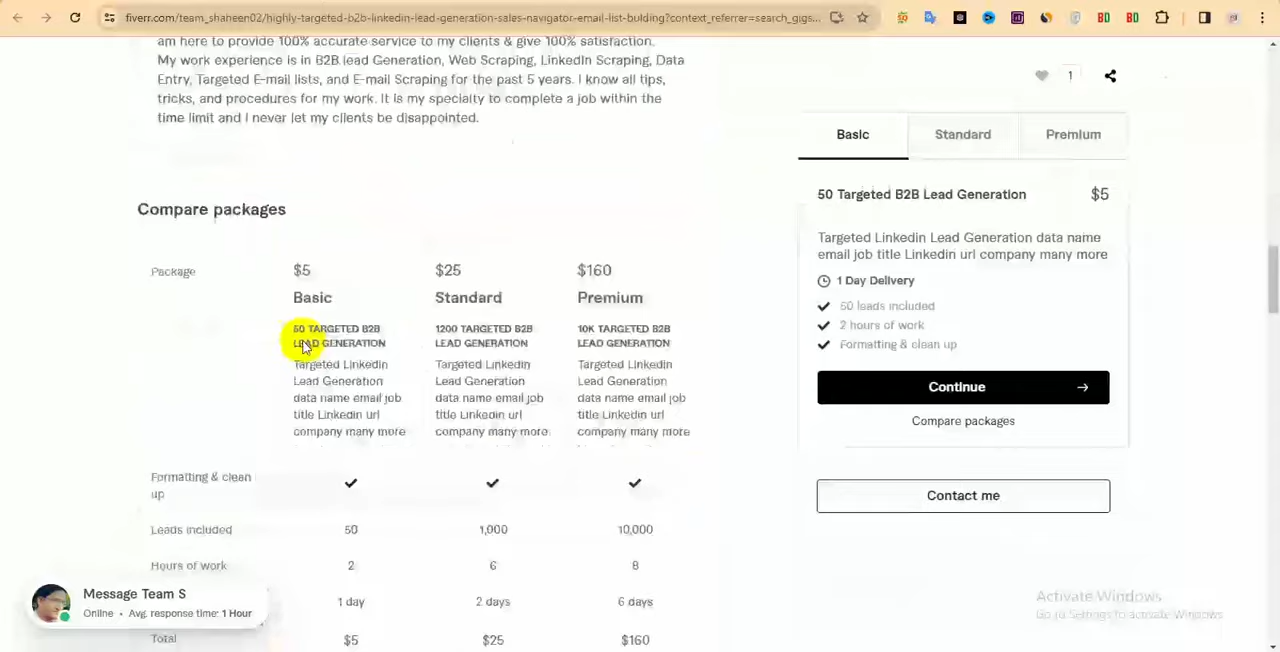 fiverr.com/team_shaheen02/highly-targeted-b2b-linkedin-lead-generation-sales-navigator-email-list-bulding?context_referrer=search_gigs...
am here to provide 100% accurate service to my clients & give 100% satisfaction.
My work experience is in B2B lead Generation, Web Scraping, LinkedIn Scraping, Data
Entry, Targeted E-mail lists, and E-mail Scraping for the past 5 years. I know all tips,
tricks, and procedures for my work. It is my specialty to complete a job within the
time limit and I never let my clients be disappointed.
1
Basic Standard Premium
50 Targeted B2B Lead Generation $5
Targeted Linkedin Lead Generation data name
email job title Linkedin url company many more
1 Day Delivery
50 leads included
2 hours of work
Formatting & clean up
Continue
Compare packages
Contact me
Compare packages
Package $5 $25 $160
Basic Standard Premium
50 TARGETED B2B 1200 TARGETED B2B 10K TARGETED B2B
LEAD GENERATION LEAD GENERATION LEAD GENERATION
Targeted Linkedin Targeted Linkedin Targeted Linkedin
Lead Generation Lead Generation Lead Generation
data name email job data name email job data name email job
title Linkedin url title Linkedin url title Linkedin url
company many more company many more company many more
Formatting & clean
up
Leads included 50 1,000 10,000
Hours of work 2 6 8
1 day 2 days 6 days
Total $5 $25 $160
Message Team S
Online • Avg. response time: 1 Hour
Activate Windows
Go to Settings to activate Windows.
BD BD